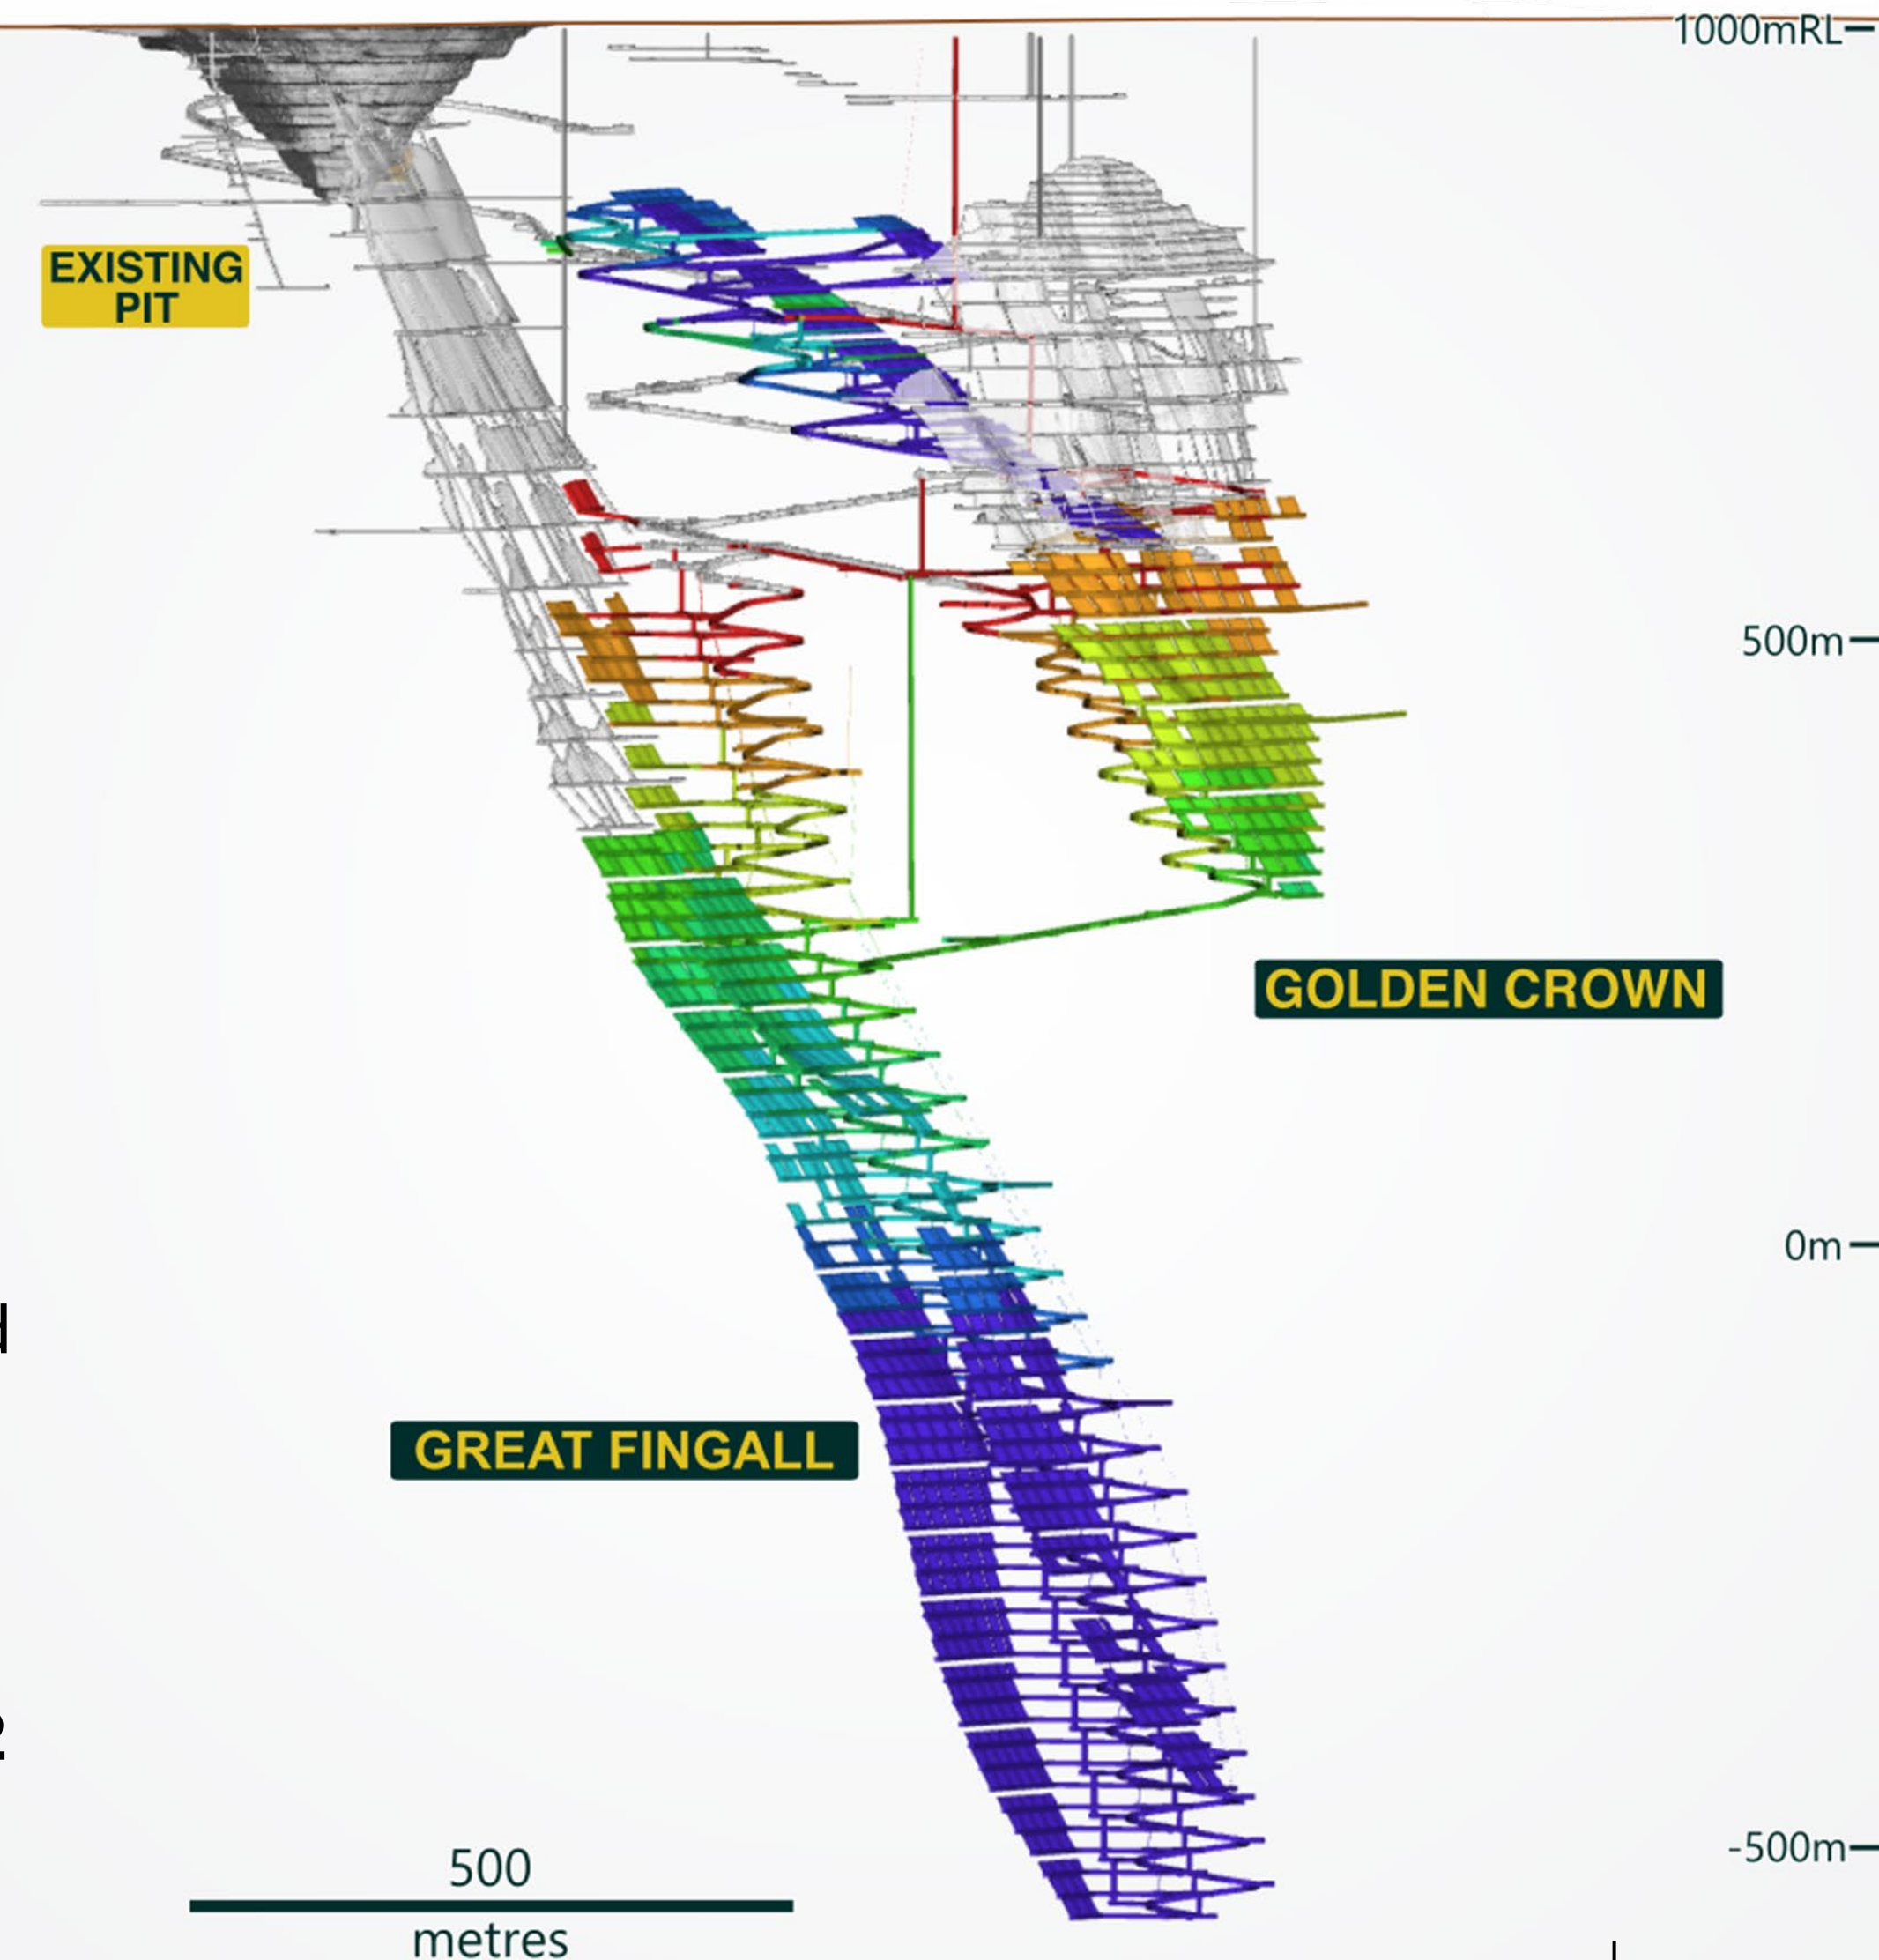 1000mRL
EXISTING
PIT
500m
GOLDEN CROWN
0m
GREAT FINGALL
-500m
500
metres